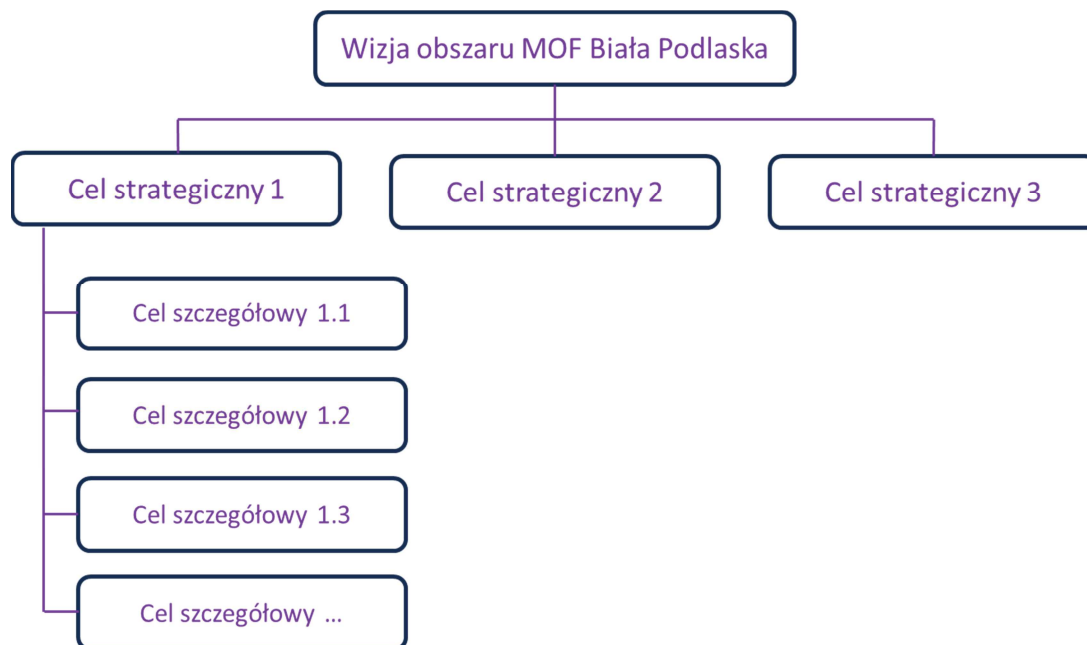 Wizja obszaru MOF Biała Podlaska
Cel strategiczny 1
Cel strategiczny 2
Cel strategiczny 3
Cel szczegółowy 1.1
Cel szczegółowy 1.2
Cel szczegółowy 1.3
Cel szczegółowy ...